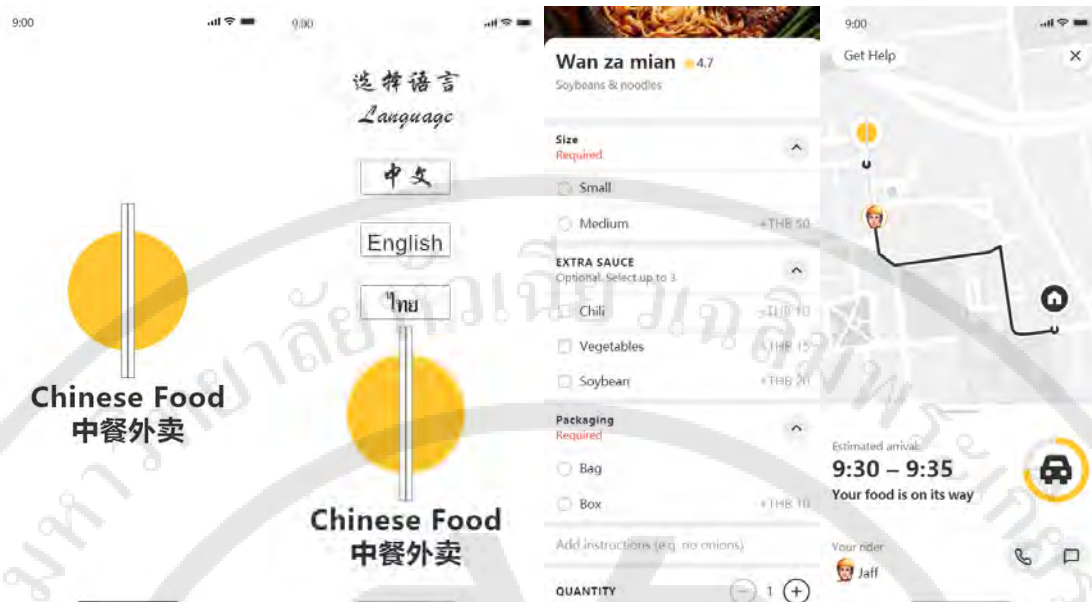 9:00
Chinese Food
中餐外卖
9:00
选择语言
Language
中文
English
ไทย
Chinese Food
中餐外卖
Wan za mian 4.7
Soybeans & noodles
Size
Required
Small
Medium +THB 50
EXTRA SAUCE
Optional. Select up to 3
Chili +THB 10
Vegetables +THB 15
Soybean +THB 20
Packaging
Required
Bag
Box +THB 10
Add instructions (e.g. no onions)
QUANTITY 1
9:00
Get Help
Estimated arrival:
9:30 – 9:35
Your food is on its way
Your rider
Jaff